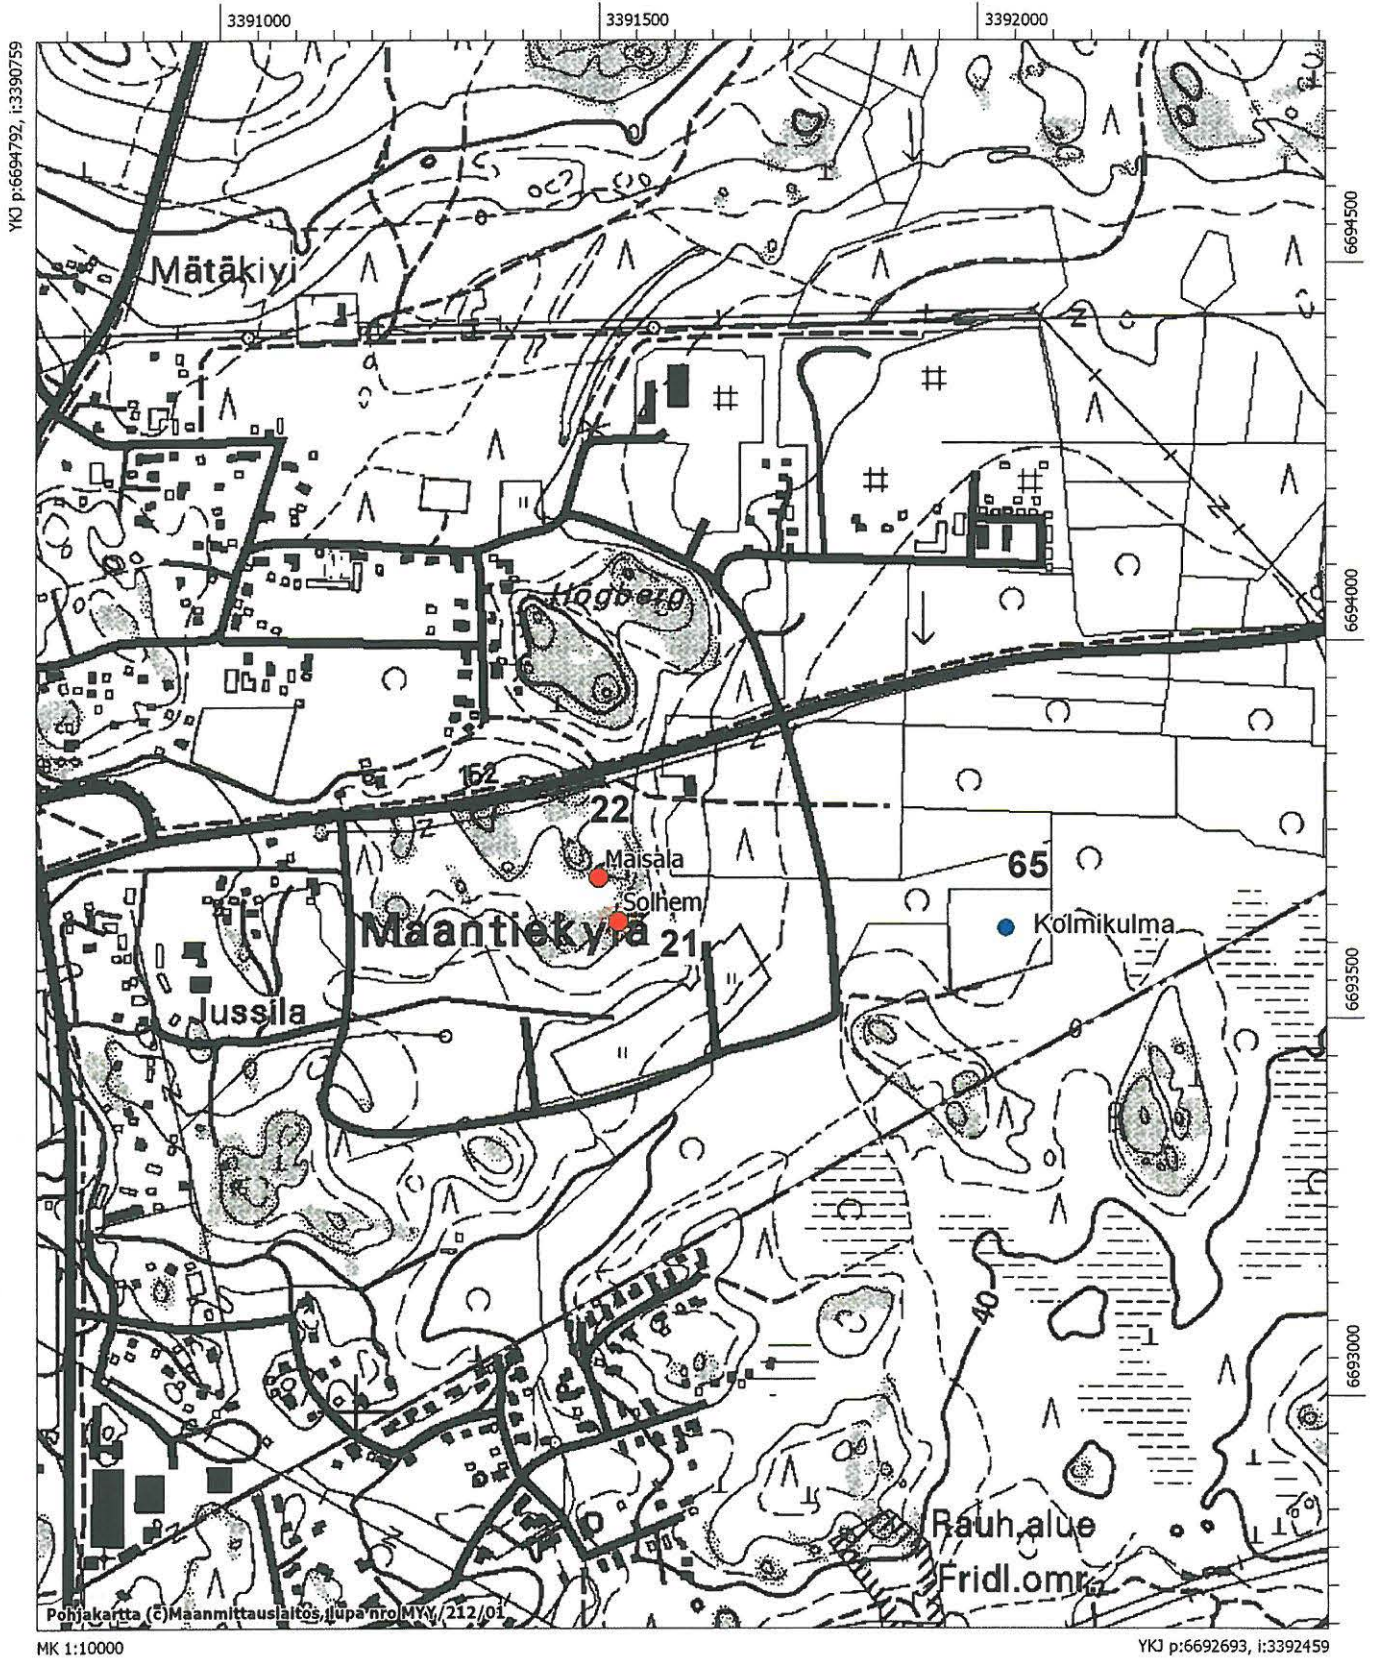 3391000
3391500
3392000
YKJ p:6694792, i:3390759
6694500
Mätäkivi
Högberg
6694000
152
22
Maisala
65
Solhem
Maantiekylä
21
Kolmikulma
6693500
Jussila
40
6693000
Rauh.alue
Fridl.omr.
Pohjakartta (c)Maanmittauslaitos, lupa nro MYY/212/01
MK 1:10000
YKJ p:6692693, i:3392459